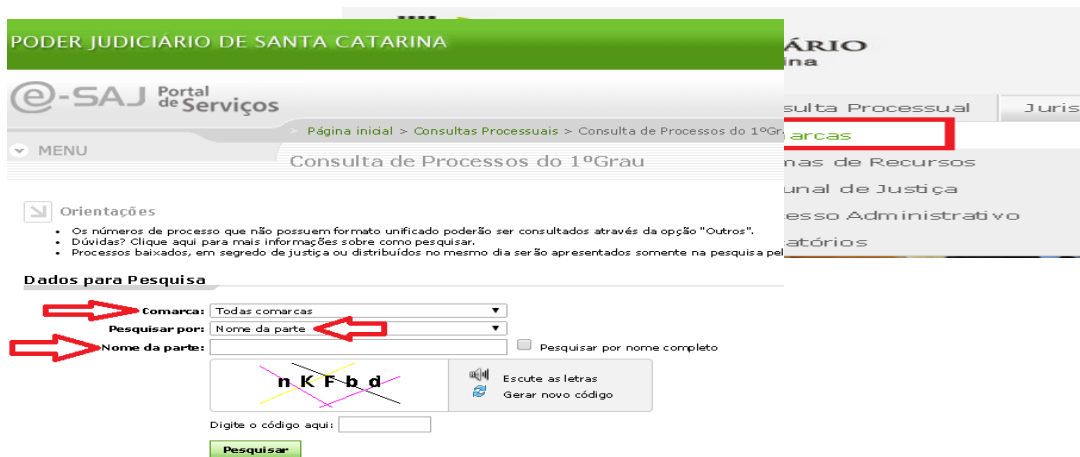 PODER JUDICIÁRIO DE SANTA CATARINA
e-SAJ Portal de Serviços
Página inicial > Consultas Processuais > Consulta de Processos do 1ºGr
MENU
Consulta de Processos do 1ºGrau
Orientações
Os números de processo que não possuem formato unificado poderão ser consultados através da opção "Outros".
Dúvidas? Clique aqui para mais informações sobre como pesquisar.
Processos baixados, em segredo de justiça ou distribuídos no mesmo dia serão apresentados somente na pesquisa pel
Dados para Pesquisa
Comarca: Todas comarcas
Pesquisar por: Nome da parte
Nome da parte: Pesquisar por nome completo
n K F b d
Escute as letras
Gerar novo código
Digite o código aqui:
Pesquisar
ÁRIO
ina
sulta Processual Juris
arcas
mas de Recursos
unal de Justiça
esso Administrativo
atórios